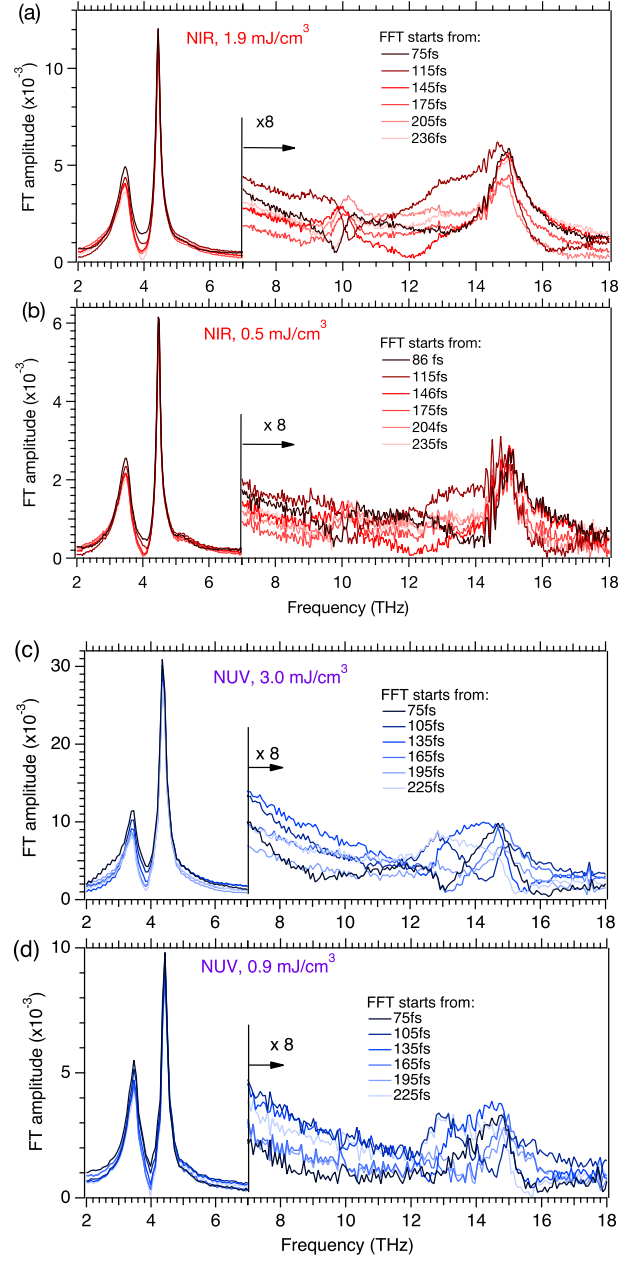 (a)
NIR, 1.9 mJ/cm³
FFT starts from:
75fs
115fs
145fs
175fs
205fs
236fs
x8
FT amplitude (x10⁻³)
10
5
0
2 4 6 8 10 12 14 16 18
(b)
NIR, 0.5 mJ/cm³
FFT starts from:
86 fs
115fs
146fs
175fs
204fs
235fs
x 8
FT amplitude (x10⁻³)
6
4
2
0
2 4 6 8 10 12 14 16 18
Frequency (THz)
(c)
NUV, 3.0 mJ/cm³
FFT starts from:
75fs
105fs
135fs
165fs
195fs
225fs
x 8
FT amplitude (x10⁻³)
30
20
10
0
2 4 6 8 10 12 14 16 18
(d)
NUV, 0.9 mJ/cm³
FFT starts from:
75fs
105fs
135fs
165fs
195fs
225fs
x 8
FT amplitude (x10⁻³)
10
5
0
2 4 6 8 10 12 14 16 18
Frequency (THz)